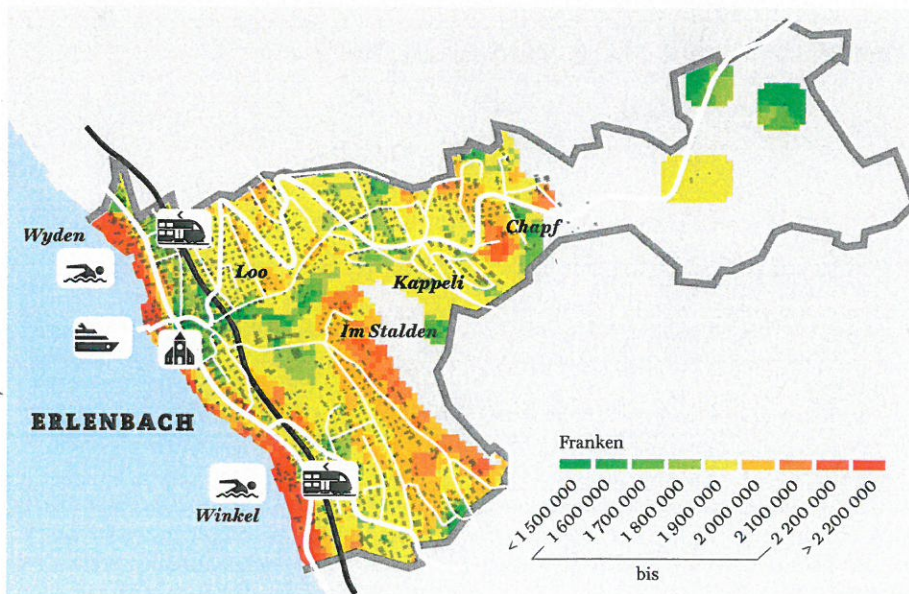 Wyden
Loo
Chapf
Kappeli
Im Stalden
ERLENBACH
Winkel
Franken
< 1 500 000
1 600 000
1 700 000
1 800 000
1 900 000
2 000 000
2 100 000
2 200 000
> 2 200 000
bis